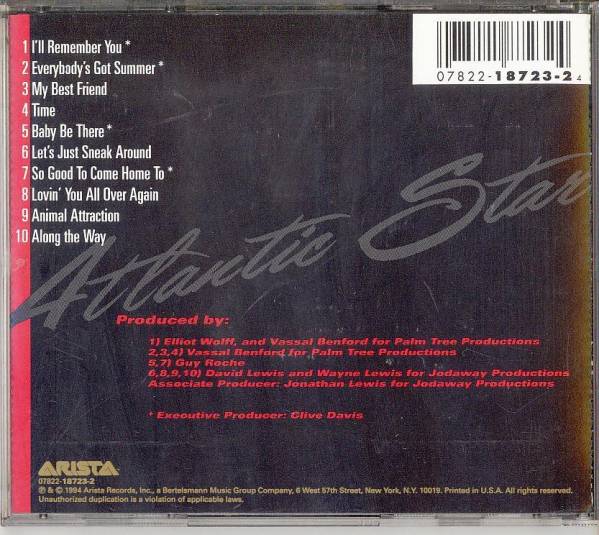 1 I'll Remember You *
2 Everybody's Got Summer *
3 My Best Friend
4 Time
5 Baby Be There *
6 Let's Just Sneak Around
7 So Good To Come Home To *
8 Lovin' You All Over Again
9 Animal Attraction
10 Along the Way
07822-18723-2 4
Atlantic Star
Produced by:
1) Elliot Wolff, and Vassal Benford for Palm Tree Productions
2,3,4) Vassal Benford for Palm Tree Productions
5,7) Guy Roche
6,8,9,10) David Lewis and Wayne Lewis for Jodaway Productions
Associate Producer: Jonathan Lewis for Jodaway Productions
* Executive Producer: Clive Davis
ARISTA
07822-18723-2
℗ & © 1994 Arista Records, Inc., a Bertelsmann Music Group Company, 6 West 57th Street, New York, N.Y. 10019. Printed in U.S.A. All rights reserved.
Unauthorized duplication is a violation of applicable laws.